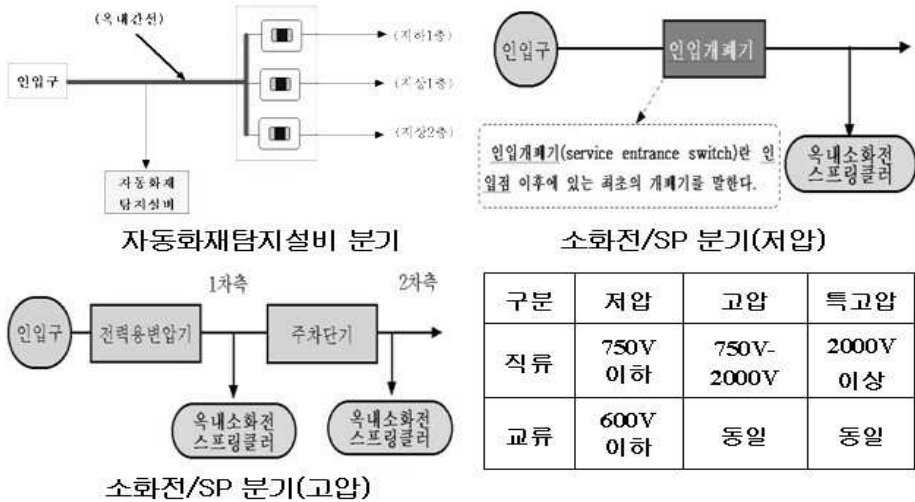 (옥내간선)
인입구
(지하1층)
(지상1층)
(지상2층)
자동화재
탐지설비
자동화재탐지설비 분기
인입구
인입개폐기
인입개폐기(service entrance switch)란 인
입점 이후에 있는 최초의 개폐기를 말한다.
옥내소화전
스프링클러
소화전/SP 분기(저압)
1차측
2차측
인입구
전력용변압기
주차단기
옥내소화전
스프링클러
옥내소화전
스프링클러
소화전/SP 분기(고압)
구분 저압 고압 특고압
직류 750V 이하 750V-2000V 2000V 이상
교류 600V 이하 동일 동일